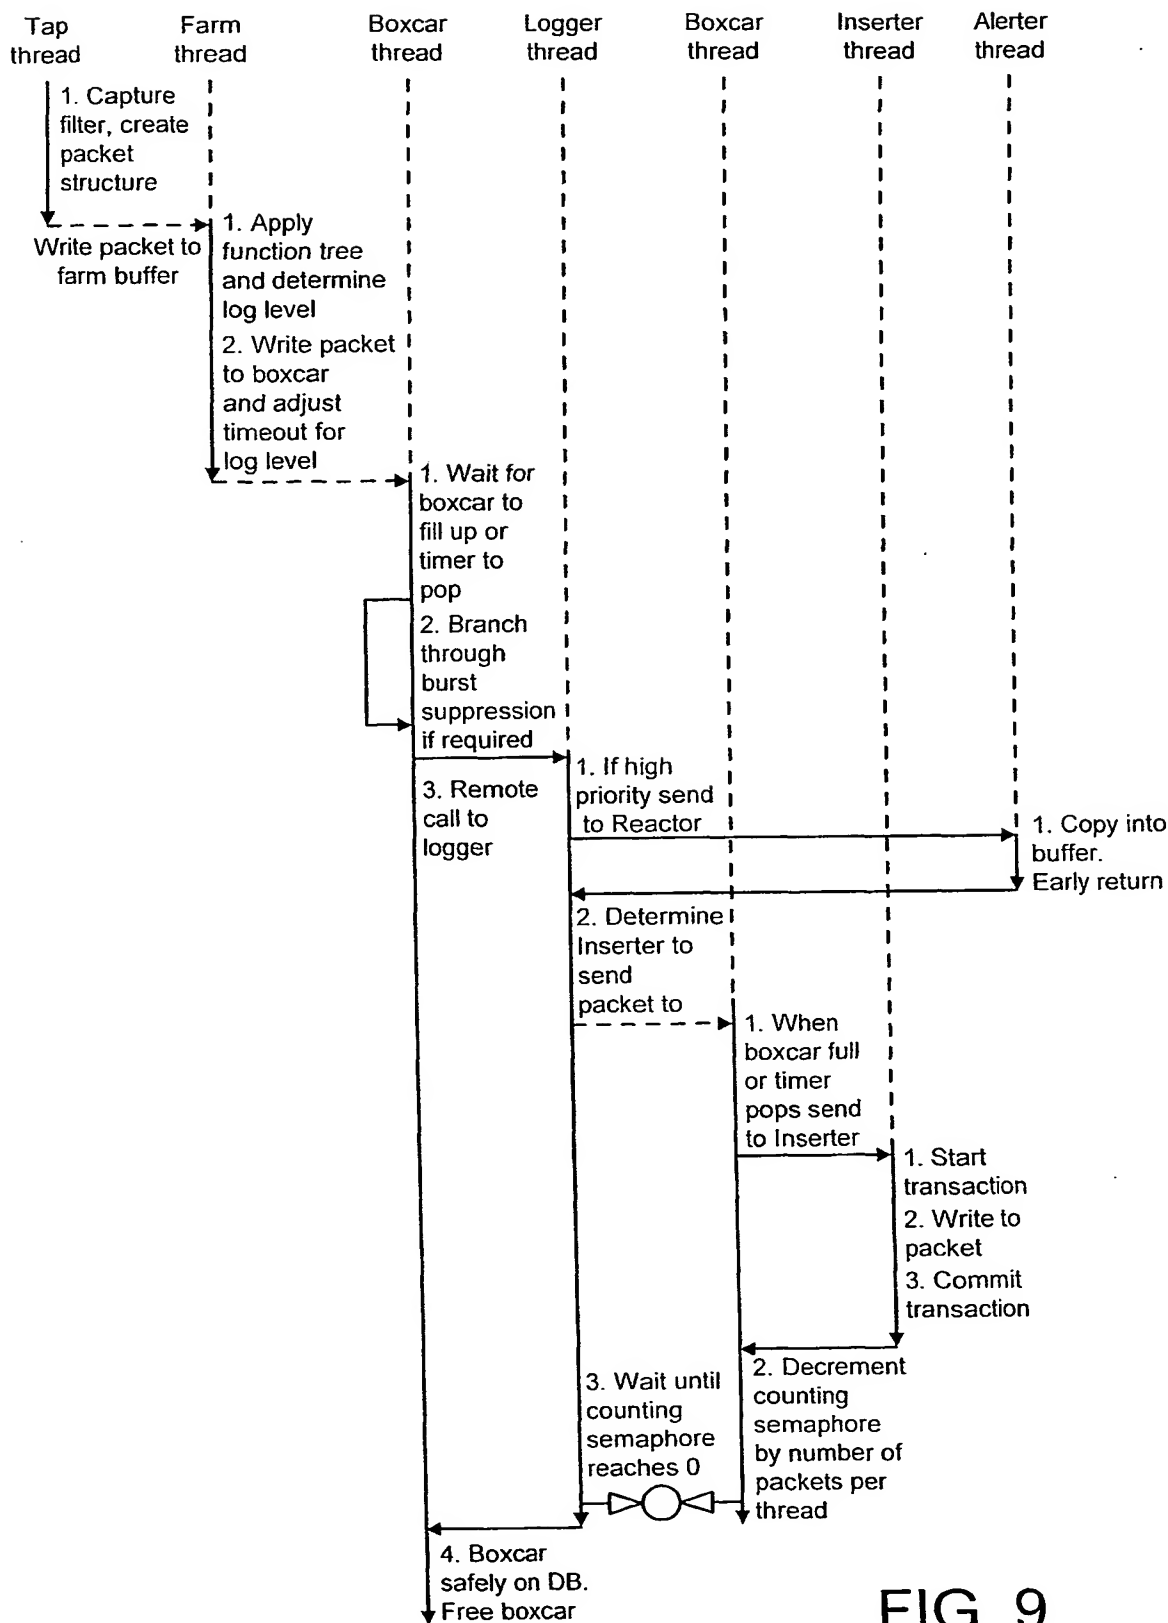 Tap
thread
Farm
thread
Boxcar
thread
Logger
thread
Boxcar
thread
Inserter
thread
Alerter
thread
1. Capture
filter, create
packet
structure
Write packet to
farm buffer
1. Apply
function tree
and determine
log level
2. Write packet
to boxcar
and adjust
timeout for
log level
1. Wait for
boxcar to
fill up or
timer to
pop
2. Branch
through
burst
suppression
if required
3. Remote
call to
logger
1. If high
priority send
to Reactor
1. Copy into
buffer.
Early return
2. Determine
Inserter to
send
packet to
1. When
boxcar full
or timer
pops send
to Inserter
1. Start
transaction
2. Write to
packet
3. Commit
transaction
2. Decrement
counting
semaphore
by number of
packets per
thread
3. Wait until
counting
semaphore
reaches 0
4. Boxcar
safely on DB.
Free boxcar
FIG. 9